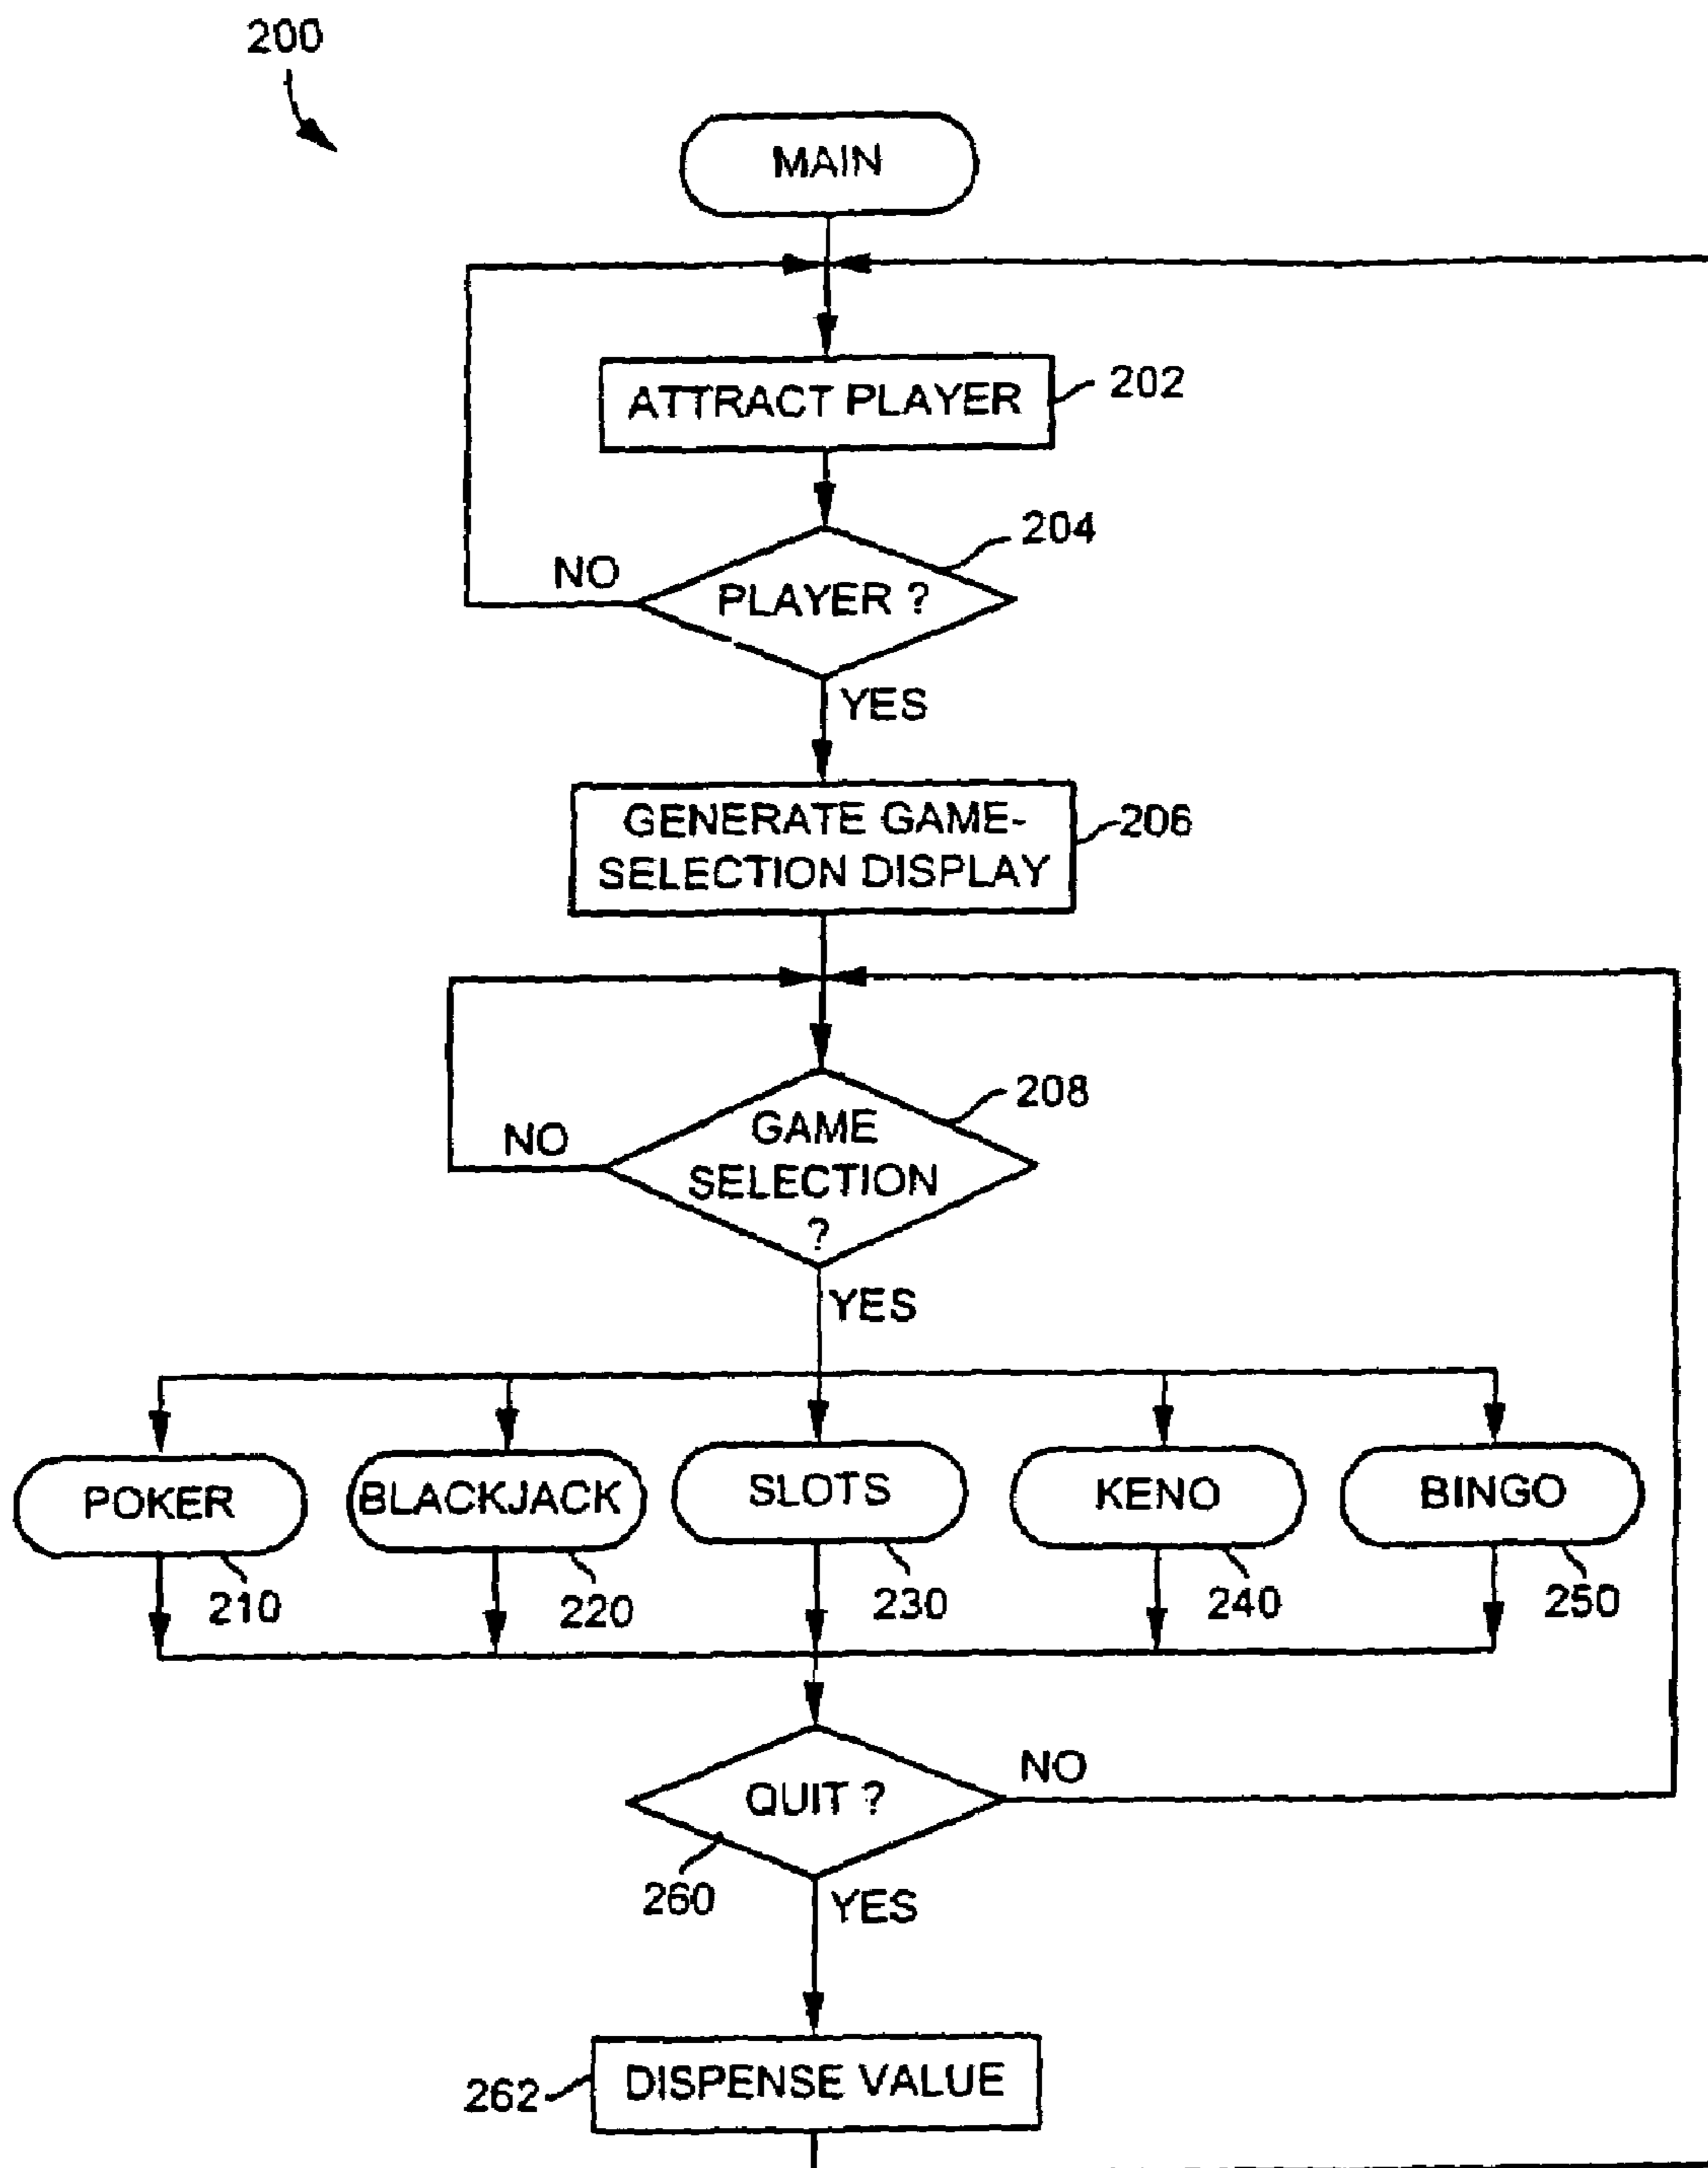 200
MAIN
ATTRACT PLAYER
202
204
NO
PLAYER ?
YES
GENERATE GAME-
SELECTION DISPLAY
206
208
NO
GAME
SELECTION
?
YES
POKER
BLACKJACK
SLOTS
KENO
BINGO
210
220
230
240
250
QUIT ?
NO
260
YES
262
DISPENSE VALUE